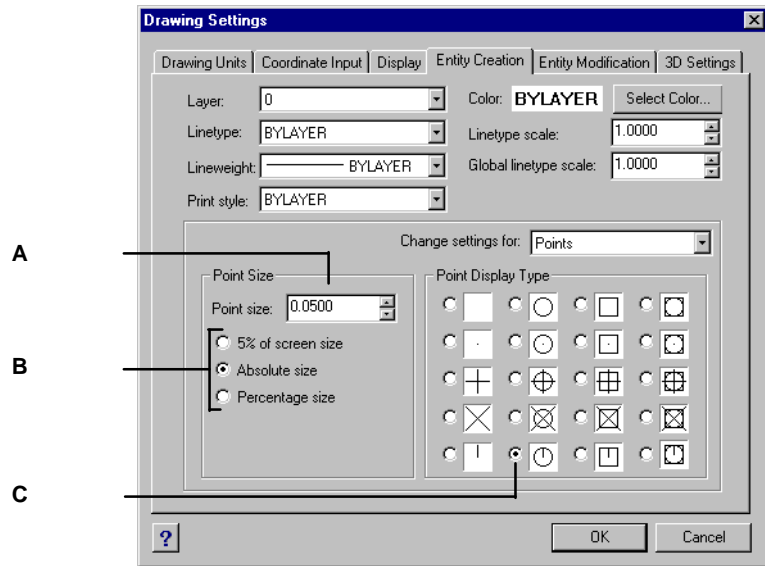 Drawing Settings
Drawing Units Coordinate Input Display Entity Creation Entity Modification 3D Settings
Layer: 0 Color: BYLAYER Select Color...
Linetype: BYLAYER Linetype scale: 1.0000
Lineweight: BYLAYER Global linetype scale: 1.0000
Print style: BYLAYER
Change settings for: Points
A
Point Size Point Display Type
Point size: 0.0500
5% of screen size
B
Absolute size
Percentage size
C
? OK Cancel